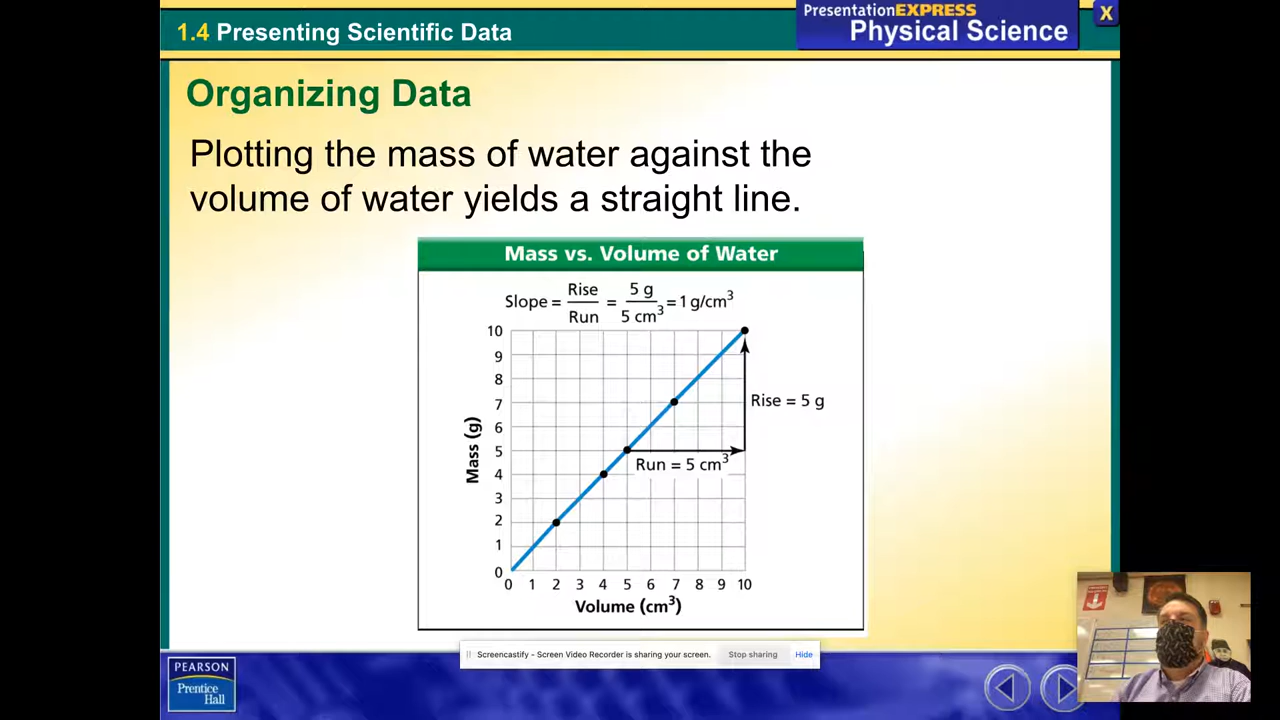 PresentationEXPRESS
Physical Science
X
1.4 Presenting Scientific Data
Organizing Data
Plotting the mass of water against the
volume of water yields a straight line.
Mass vs. Volume of Water
Slope = Rise/Run = 5 g/5 cm³ = 1 g/cm³
10
9
8
7
6
5
4
3
2
1
0
Mass (g)
Rise = 5 g
Run = 5 cm³
0 1 2 3 4 5 6 7 8 9 10
Volume (cm³)
Screencastify - Screen Video Recorder is sharing your screen. Stop sharing Hide
PEARSON
Prentice
Hall